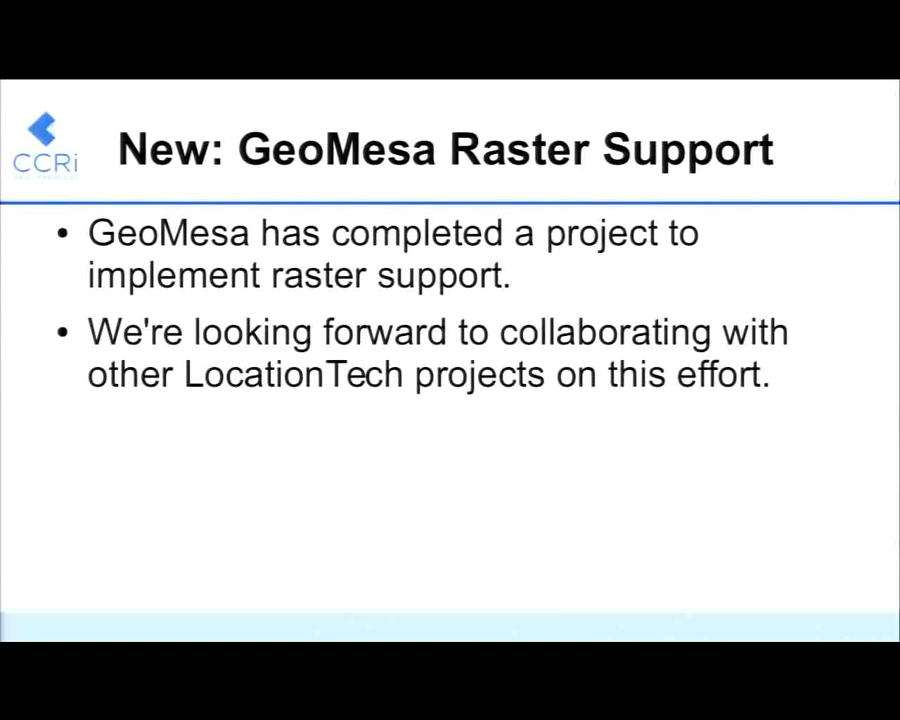 New: GeoMesa Raster Support
CCRi
• GeoMesa has completed a project to
implement raster support.
• We're looking forward to collaborating with
other LocationTech projects on this effort.